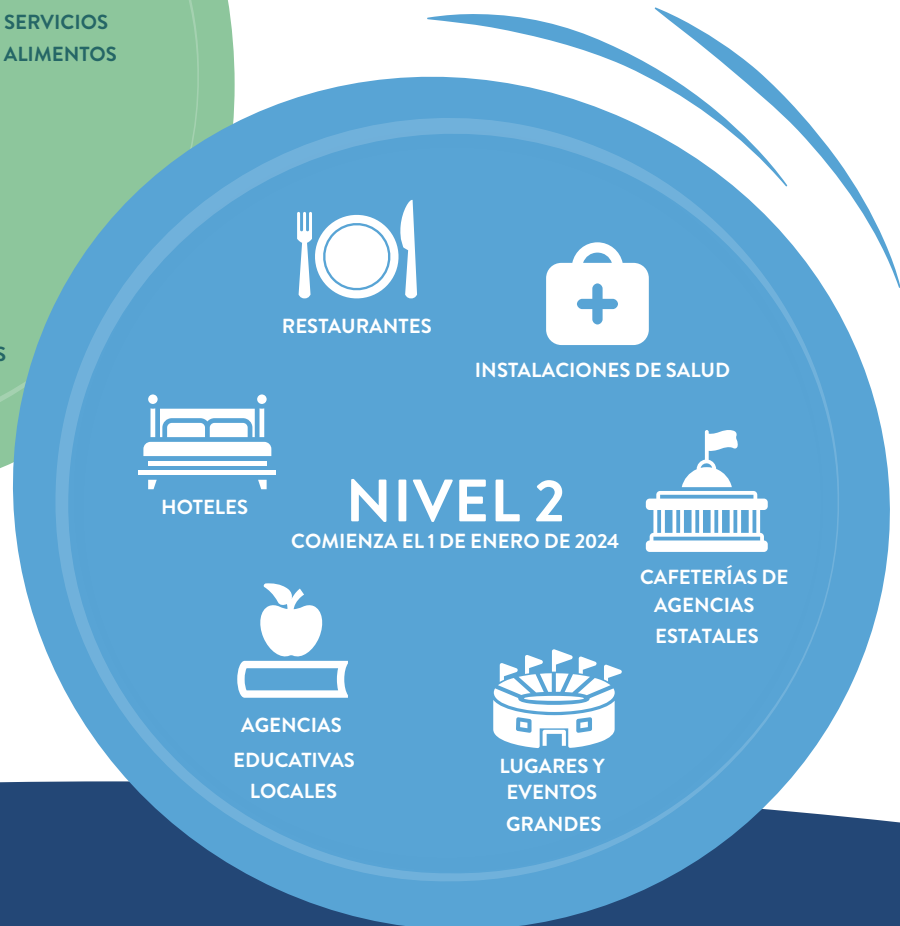 SERVICIOS
ALIMENTOS
S
RESTAURANTES
INSTALACIONES DE SALUD
HOTELES
NIVEL 2
COMIENZA EL 1 DE ENERO DE 2024
CAFETERÍAS DE
AGENCIAS
ESTATALES
AGENCIAS
EDUCATIVAS
LOCALES
LUGARES Y
EVENTOS
GRANDES